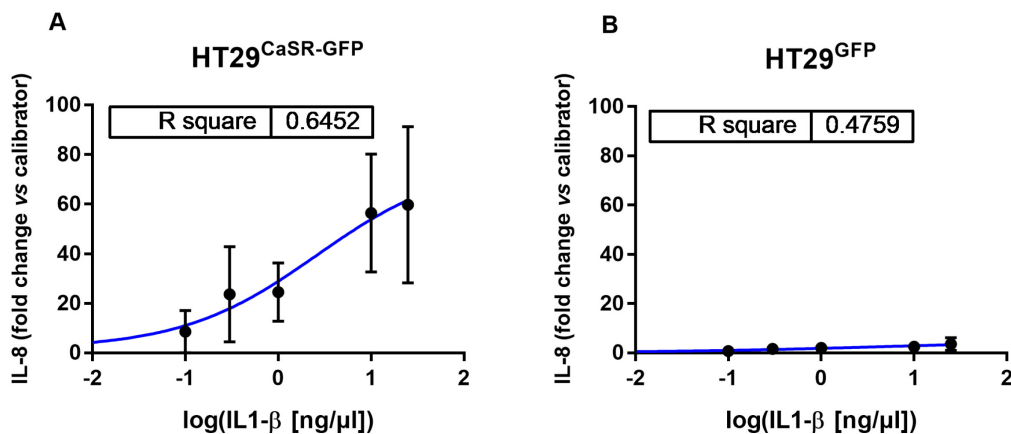 A
HT29CaSR-GFP
IL-8 (fold change vs calibrator)
R square 0.6452
100
80
60
40
20
0
-2 -1 0 1 2
log(IL1-β [ng/µl])
B
HT29GFP
IL-8 (fold change vs calibrator)
R square 0.4759
100
80
60
40
20
0
-2 -1 0 1 2
log(IL1-β [ng/µl])